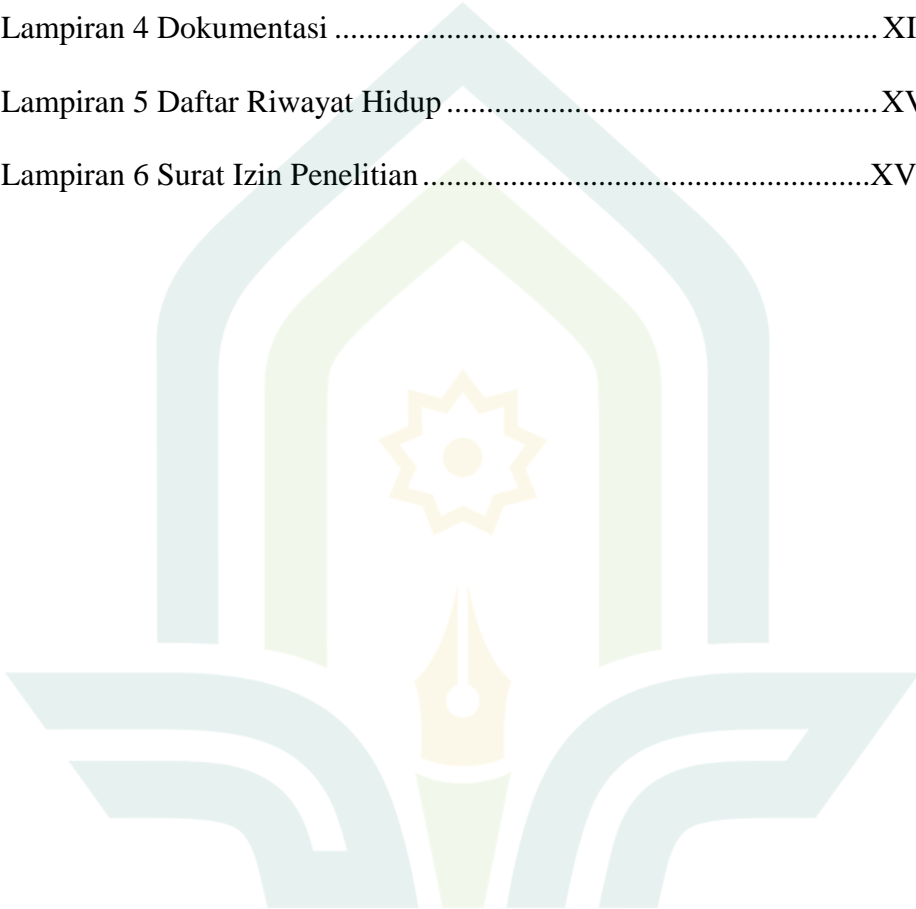 Lampiran 4 Dokumentasi ............................................................ XI
Lampiran 5 Daftar Riwayat Hidup ................................................ XV
Lampiran 6 Surat Izin Penelitian ................................................. XV